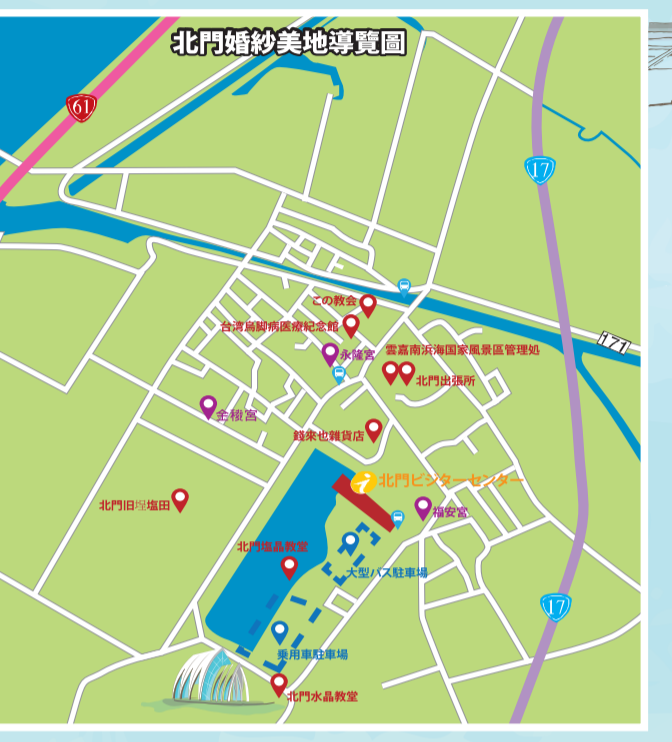 北門婚紗美地導覽圖
61
17
171
この教会
台湾烏脚病医療紀念館
永隆宮
雲嘉南浜海国家風景區管理処
北門出張所
金稜宮
錢來也雜貨店
北門ビジターセンター
北門旧埕塩田
福安宮
北門塩晶教堂
大型バス駐車場
17
乗用車駐車場
北門水晶教堂